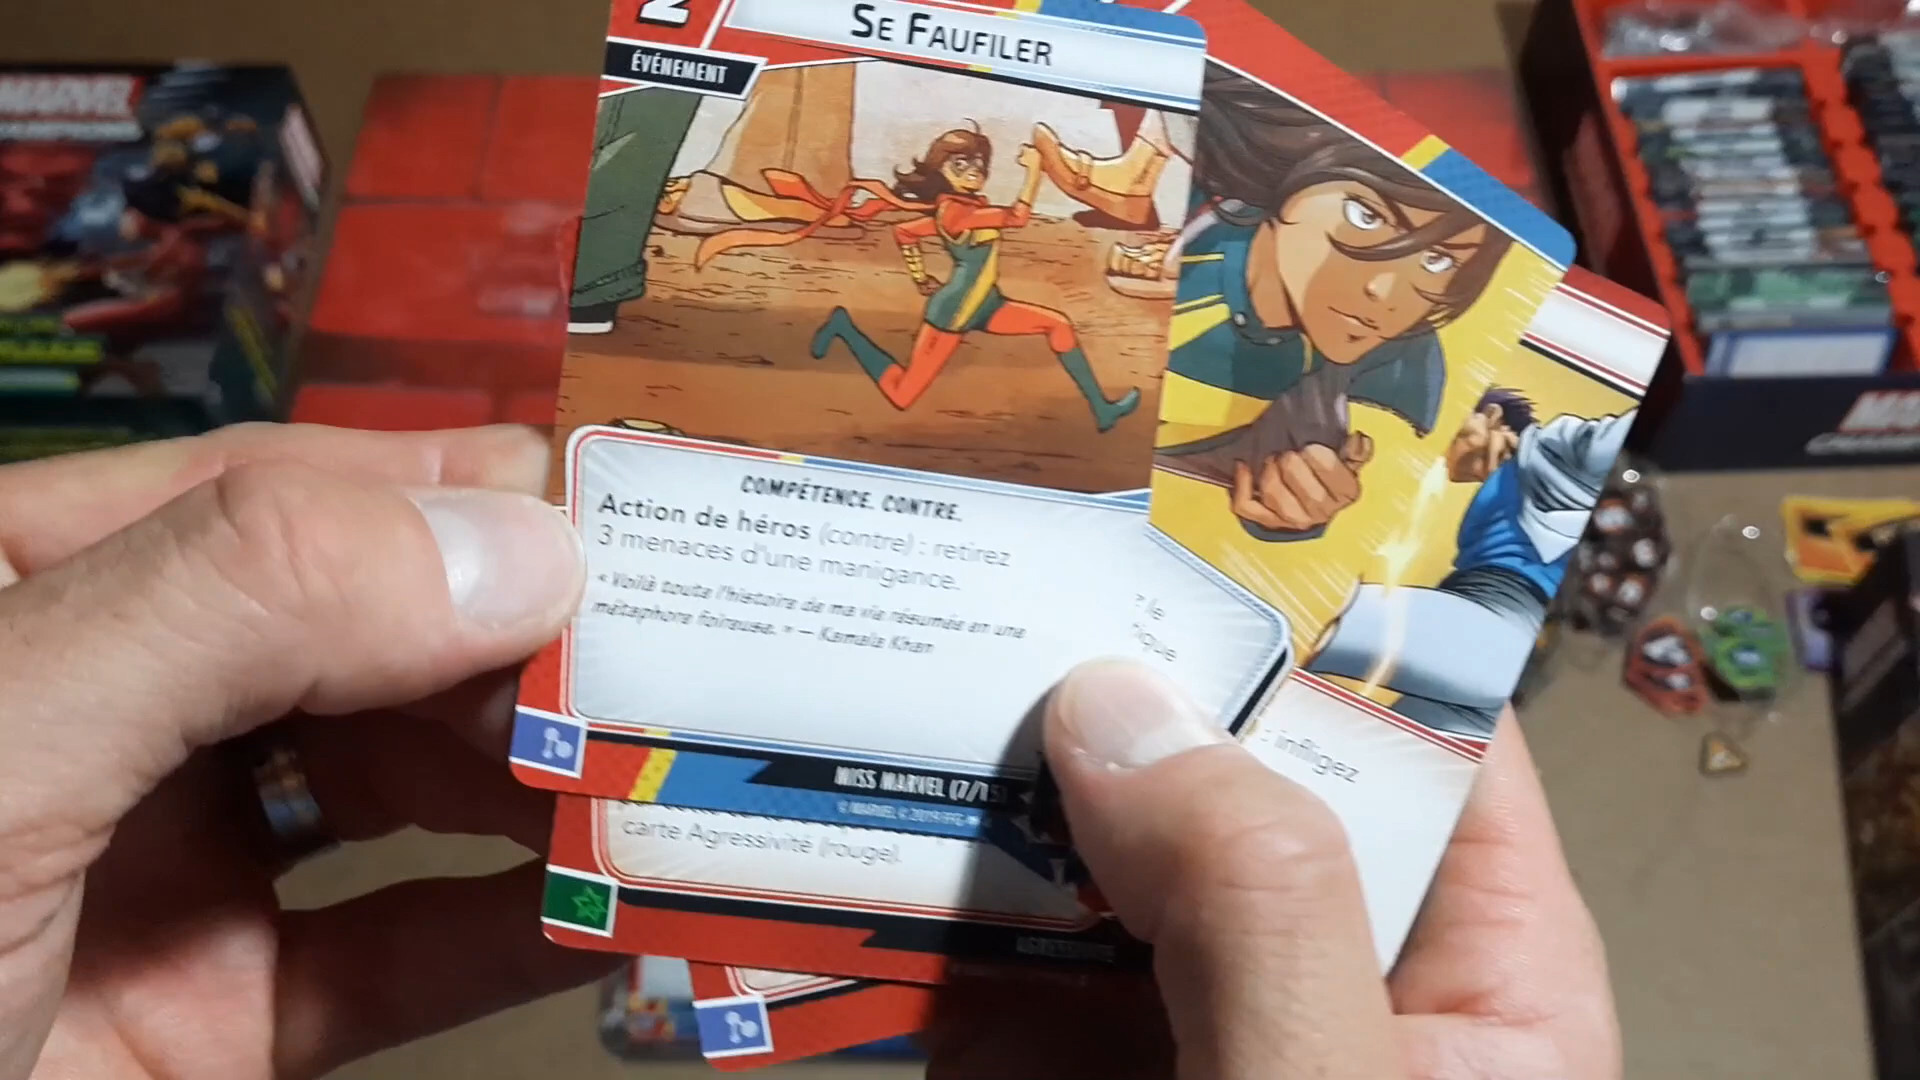 2
SE FAUFILER
ÉVÉNEMENT
MARVEL
COMPÉTENCE. CONTRE.
Action de héros (contre) : retirez
3 menaces d'une manigance.
« Voilà toute l'histoire de ma vie résumée en une
métaphore foireuse. » — Kamala Khan
MISS MARVEL (7/15)
© MARVEL © 2019 FFG
: infligez
carte Agressivité (rouge).
AGRESSIVITÉ